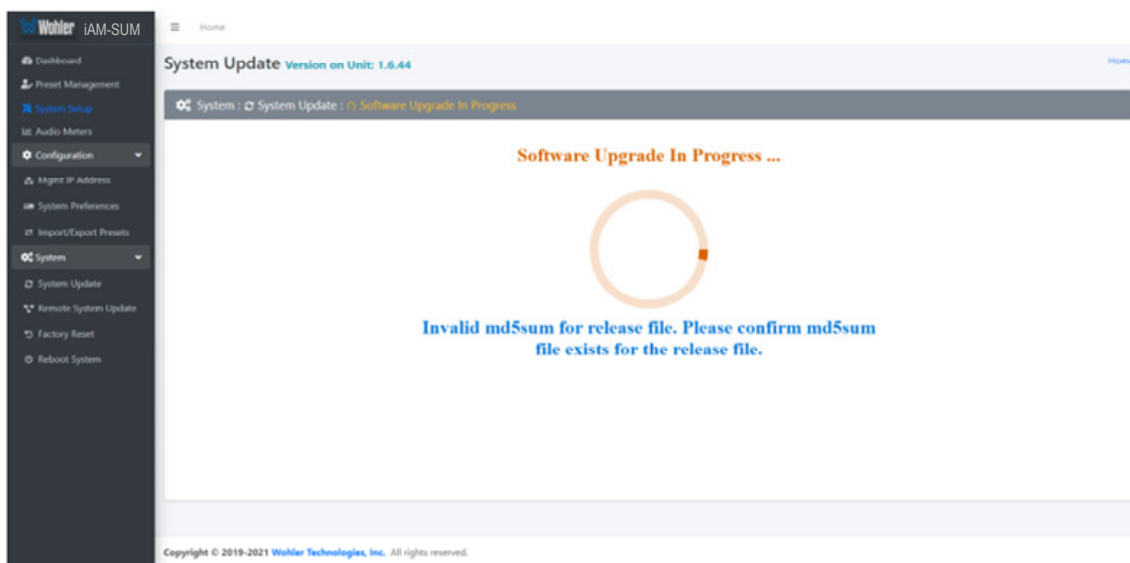 Wohler iAM-SUM
Home
Dashboard
Preset Management
System Setup
Audio Meters
Configuration
Mgmt IP Address
System Preferences
Import/Export Presets
System
System Update
Remote System Update
Factory Reset
Reboot System
System Update Version on Unit: 1.6.44
Home
System : System Update : Software Upgrade In Progress
Software Upgrade In Progress ...
Invalid md5sum for release file. Please confirm md5sum
file exists for the release file.
Copyright © 2019-2021 Wohler Technologies, Inc. All rights reserved.